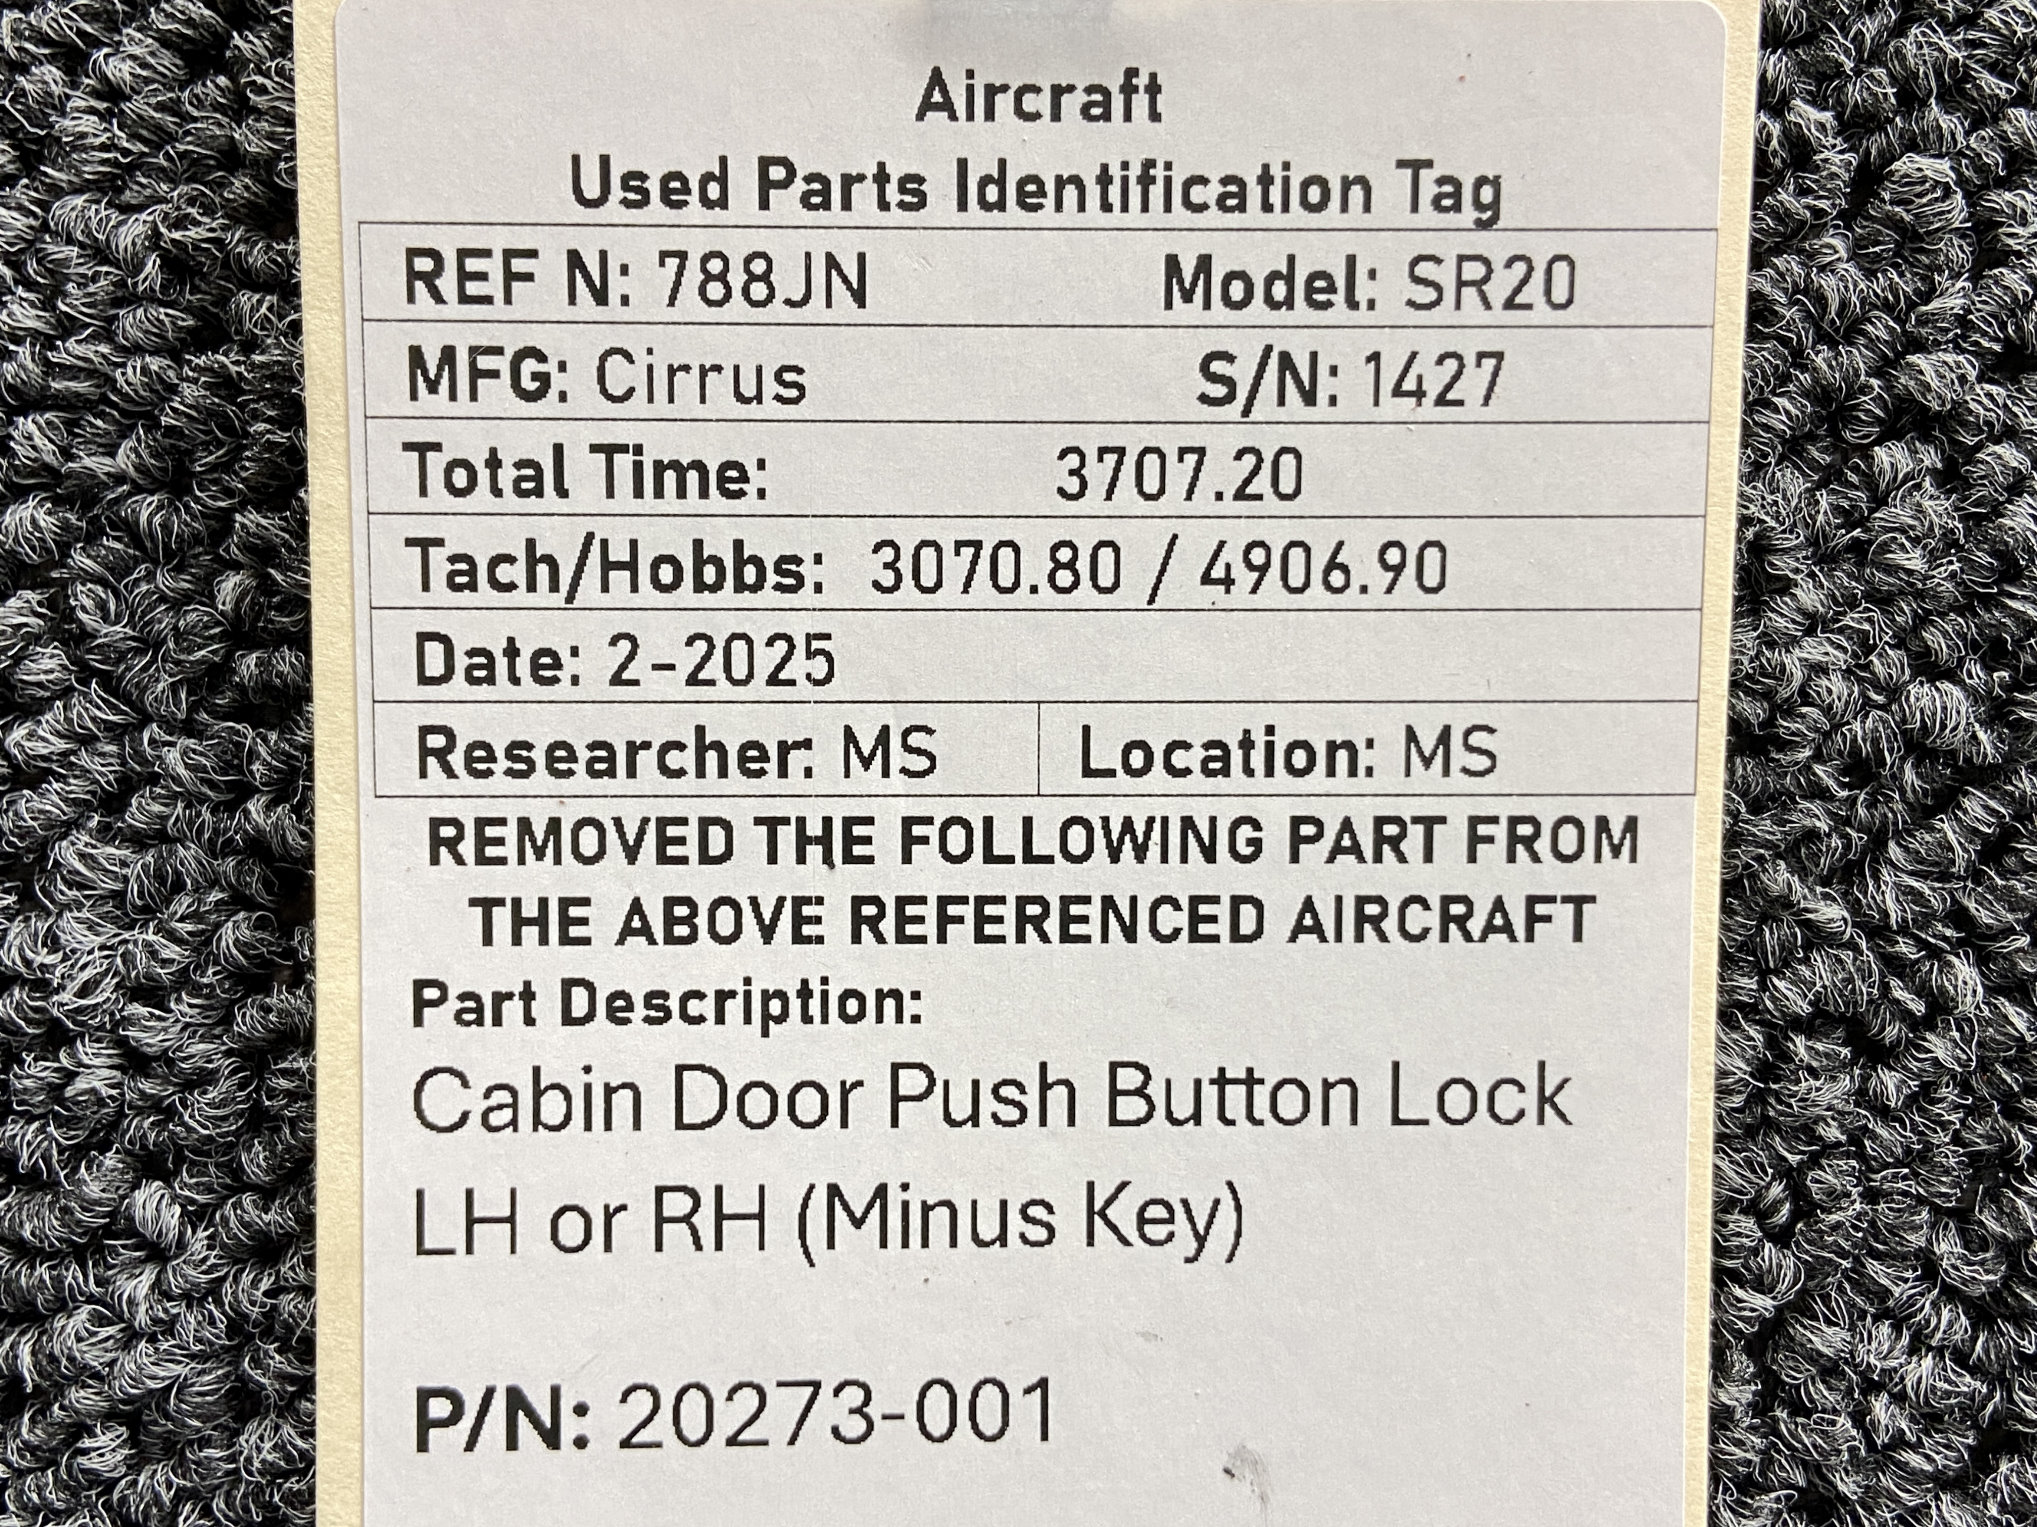 Aircraft
Used Parts Identification Tag
REF N: 788JN Model: SR20
MFG: Cirrus S/N: 1427
Total Time: 3707.20
Tach/Hobbs: 3070.80 / 4906.90
Date: 2-2025
Researcher: MS Location: MS
REMOVED THE FOLLOWING PART FROM
THE ABOVE REFERENCED AIRCRAFT
Part Description:
Cabin Door Push Button Lock
LH or RH (Minus Key)
P/N: 20273-001